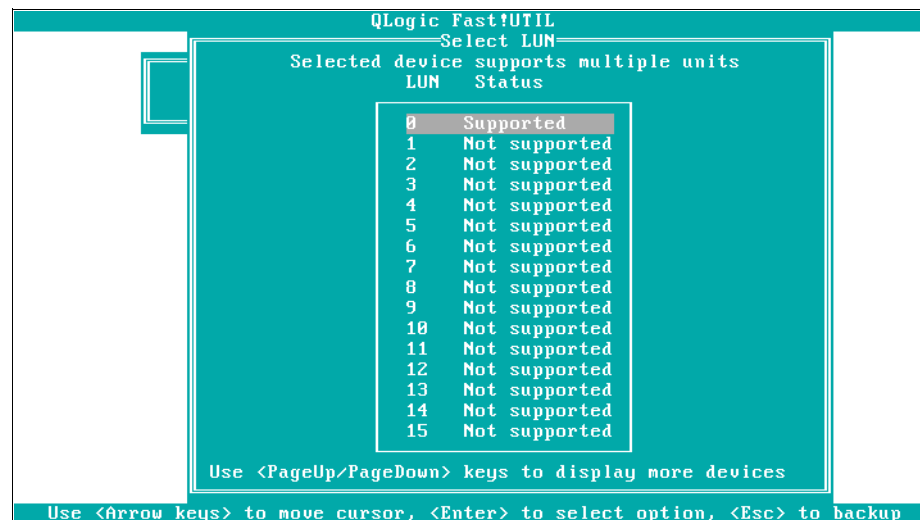 QLogic Fast!UTIL
Select LUN
Selected device supports multiple units
LUN Status
0 Supported
1 Not supported
2 Not supported
3 Not supported
4 Not supported
5 Not supported
6 Not supported
7 Not supported
8 Not supported
9 Not supported
10 Not supported
11 Not supported
12 Not supported
13 Not supported
14 Not supported
15 Not supported
Use <PageUp/PageDown> keys to display more devices
Use <Arrow keys> to move cursor, <Enter> to select option, <Esc> to backup